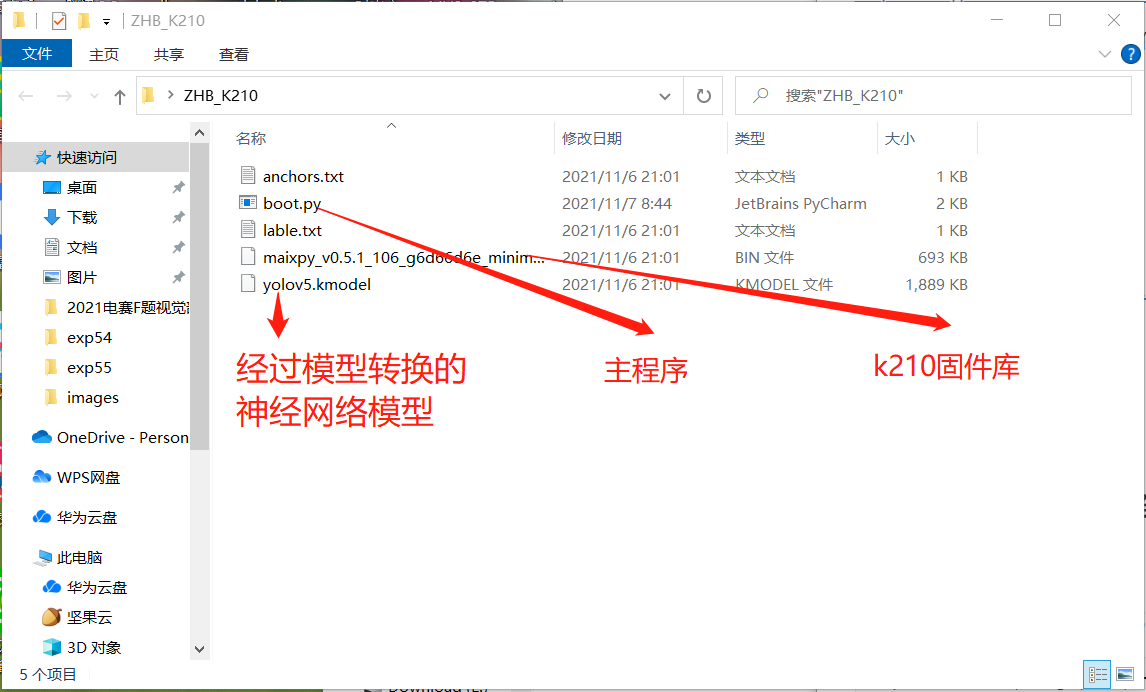 ZHB_K210
文件 主页 共享 查看
ZHB_K210 搜索"ZHB_K210"
名称 修改日期 类型 大小
快速访问
桌面
下载
文档
图片
2021电赛F题视觉部
exp54
exp55
images
OneDrive - Person
WPS网盘
华为云盘
此电脑
华为云盘
坚果云
3D 对象
anchors.txt 2021/11/6 21:01 文本文档 1 KB
boot.py 2021/11/7 8:44 JetBrains PyCharm 2 KB
lable.txt 2021/11/6 21:01 文本文档 1 KB
maixpy_v0.5.1_106_g6d66d6e_minim... 2021/11/6 21:01 BIN 文件 693 KB
yolov5.kmodel 2021/11/6 21:01 KMODEL 文件 1,889 KB
经过模型转换的
神经网络模型
主程序
k210固件库
5 个项目